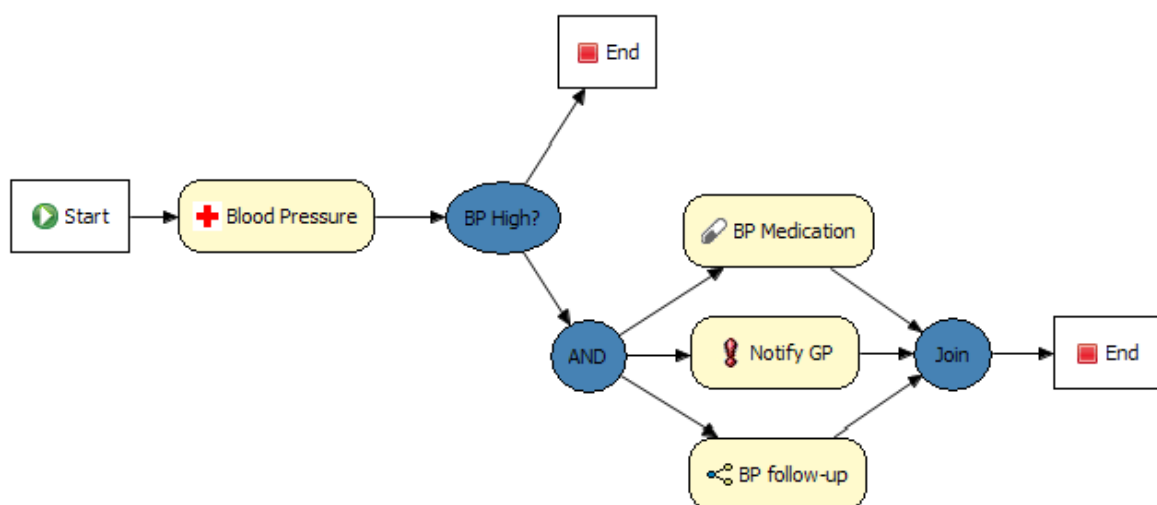 End
Start
Blood Pressure
BP High?
BP Medication
AND
Notify GP
Join
End
BP follow-up